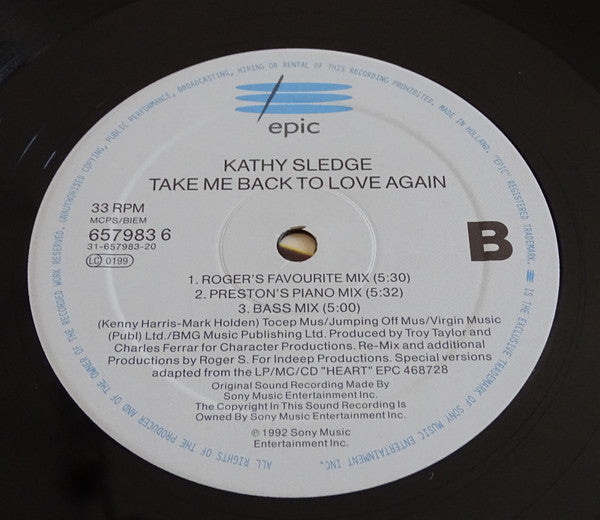 epic
KATHY SLEDGE
TAKE ME BACK TO LOVE AGAIN
33 RPM
MCPS/BIEM
657983 6
31-657983-20
LC 0199
B
1. ROGER'S FAVOURITE MIX (5:30)
2. PRESTON'S PIANO MIX (5:32)
3. BASS MIX (5:00)
(Kenny Harris-Mark Holden) Tocep Mus/Jumping Off Mus/Virgin Music
(Publ) Ltd./BMG Music Publishing Ltd. Produced by Troy Taylor and
Charles Ferrar for Character Productions. Re-Mix and additional
Productions by Roger S. For Indeep Productions. Special versions
adapted from the LP/MC/CD "HEART" EPC 468728
Original Sound Recording Made By
Sony Music Entertainment Inc.
The Copyright In This Sound Recording Is
Owned By Sony Music Entertainment Inc.
℗ 1992 Sony Music
Entertainment Inc.
ALL RIGHTS OF THE PRODUCER AND OF THE OWNER OF THE RECORDED WORK RESERVED. UNAUTHORISED COPYING, PUBLIC PERFORMANCE, BROADCASTING, HIRING OR RENTAL OF THIS RECORDING PROHIBITED. MADE IN HOLLAND. "EPIC" REGISTERED TRADEMARK. IS THE EXCLUSIVE TRADEMARK OF SONY MUSIC ENTERTAINMENT, INC.